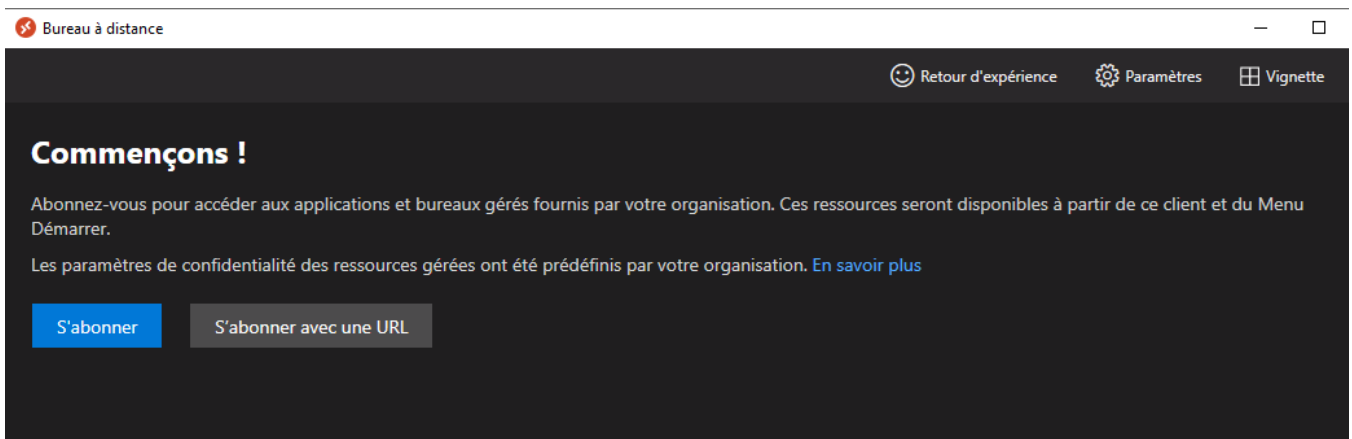 Bureau à distance
Retour d'expérience Paramètres Vignette
Commençons !
Abonnez-vous pour accéder aux applications et bureaux gérés fournis par votre organisation. Ces ressources seront disponibles à partir de ce client et du Menu
Démarrer.
Les paramètres de confidentialité des ressources gérées ont été prédéfinis par votre organisation. En savoir plus
S'abonner S’abonner avec une URL